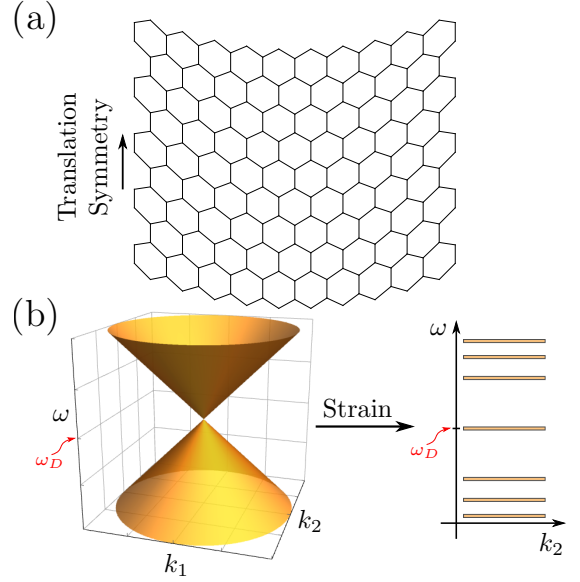 (a)
Translation
Symmetry
(b)
ω
ω_D
k_1
k_2
Strain
ω
ω_D
k_2